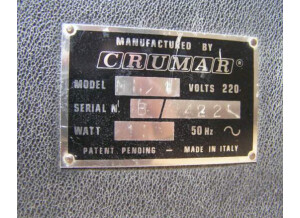 MANUFACTURED BY
CRUMAR®
MODEL VOLTS 220
SERIAL N.
WATT 50 Hz ~
PATENT PENDING - MADE IN ITALY